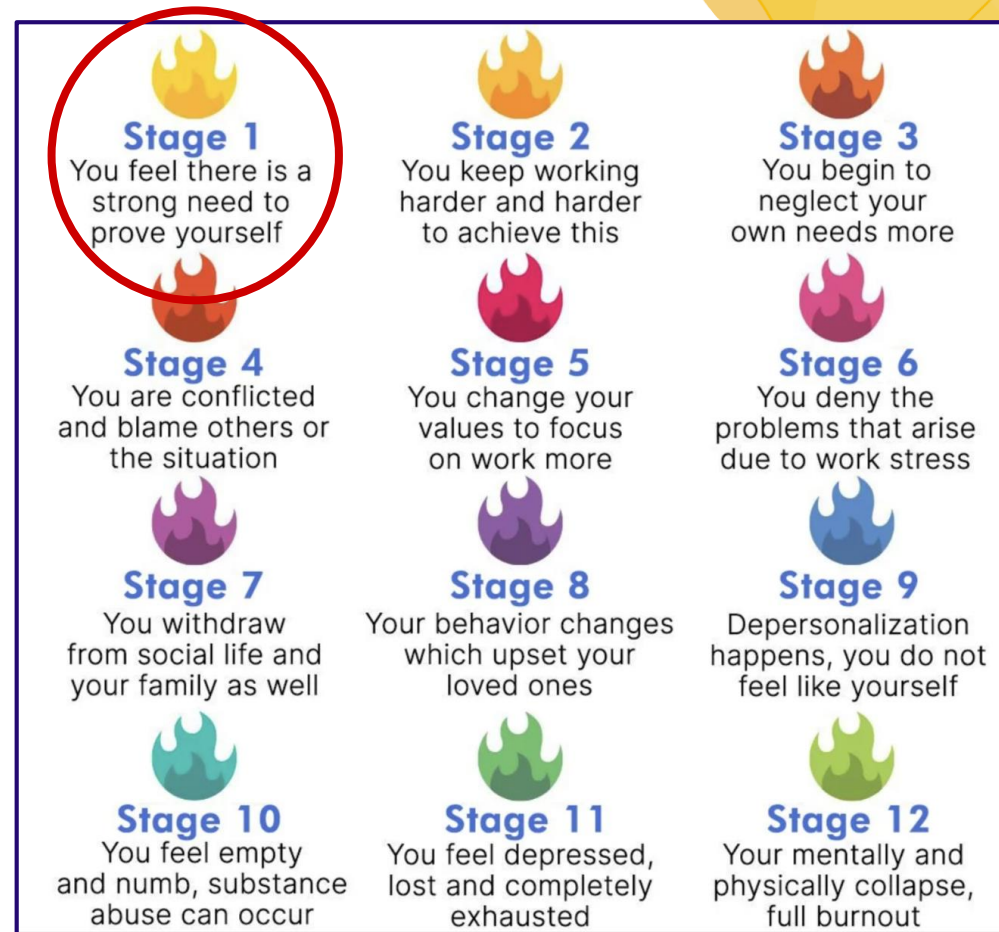 Stage 1
You feel there is a
strong need to
prove yourself
Stage 2
You keep working
harder and harder
to achieve this
Stage 3
You begin to
neglect your
own needs more
Stage 4
You are conflicted
and blame others or
the situation
Stage 5
You change your
values to focus
on work more
Stage 6
You deny the
problems that arise
due to work stress
Stage 7
You withdraw
from social life and
your family as well
Stage 8
Your behavior changes
which upset your
loved ones
Stage 9
Depersonalization
happens, you do not
feel like yourself
Stage 10
You feel empty
and numb, substance
abuse can occur
Stage 11
You feel depressed,
lost and completely
exhausted
Stage 12
Your mentally and
physically collapse,
full burnout